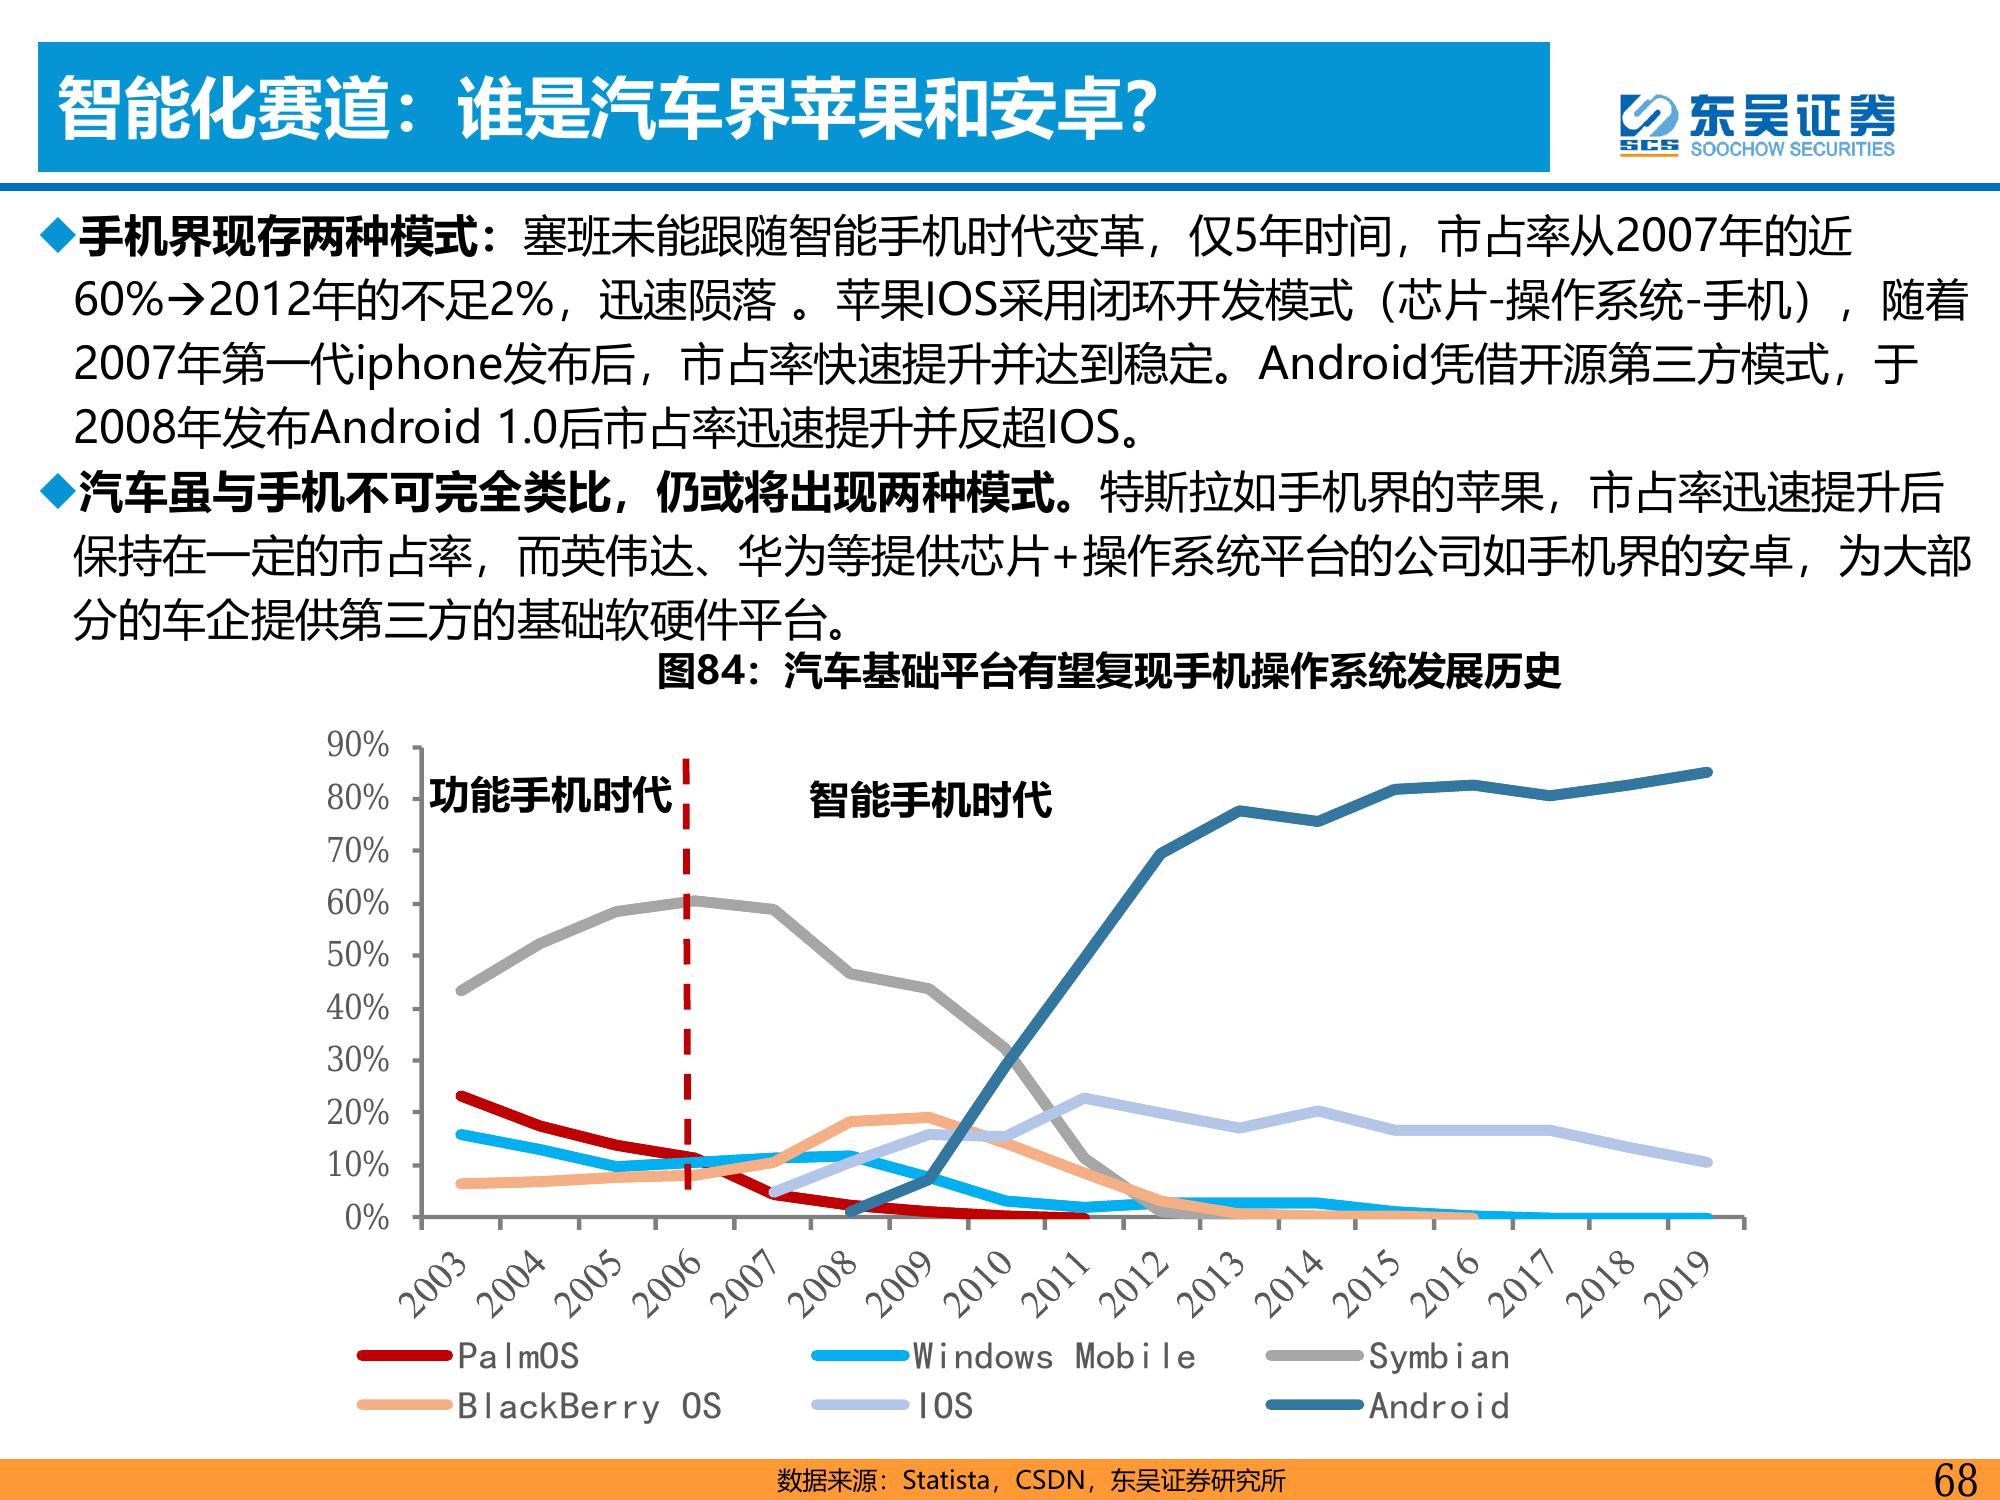 智能化赛道：谁是汽车界苹果和安卓？
东吴证券
SCS
SOOCHOW SECURITIES
◆手机界现存两种模式：塞班未能跟随智能手机时代变革，仅5年时间，市占率从2007年的近
60%→2012年的不足2%，迅速陨落 。苹果IOS采用闭环开发模式（芯片-操作系统-手机），随着
2007年第一代iphone发布后，市占率快速提升并达到稳定。Android凭借开源第三方模式，于
2008年发布Android 1.0后市占率迅速提升并反超IOS。
◆汽车虽与手机不可完全类比，仍或将出现两种模式。特斯拉如手机界的苹果，市占率迅速提升后
保持在一定的市占率，而英伟达、华为等提供芯片+操作系统平台的公司如手机界的安卓，为大部
分的车企提供第三方的基础软硬件平台。
图84：汽车基础平台有望复现手机操作系统发展历史
90%
80%
70%
60%
50%
40%
30%
20%
10%
0%
功能手机时代
智能手机时代
2003
2004
2005
2006
2007
2008
2009
2010
2011
2012
2013
2014
2015
2016
2017
2018
2019
PalmOS
Windows Mobile
Symbian
BlackBerry OS
IOS
Android
数据来源：Statista，CSDN，东吴证券研究所
68